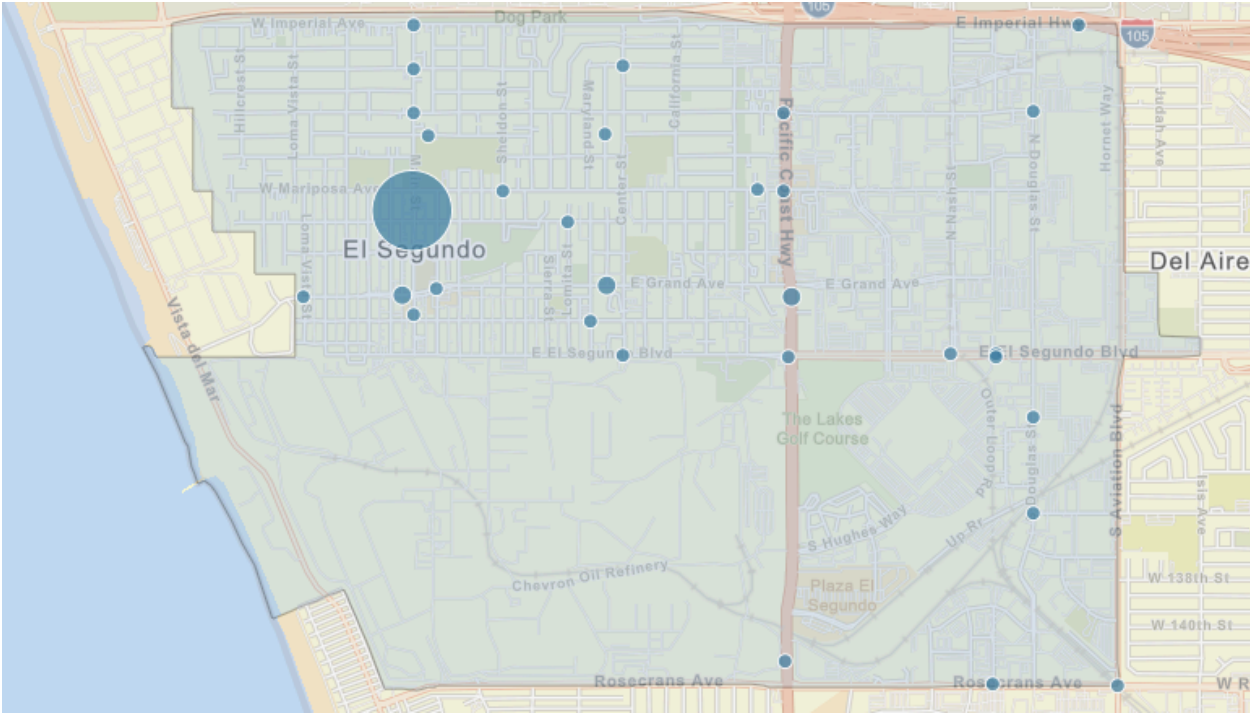 105
W Imperial Ave
Dog Park
E Imperial Hwy
105
Hillcrest St
Loma Vista St
Sheldon St
Maryland St
California St
Pacific Coast Hwy
N Douglas St
Hornet Way
Judah Ave
W Mariposa Ave
Main St
Center St
N Nash St
Loma Vista St
El Segundo
Sierra St
Lomita St
E Grand Ave
E Grand Ave
Del Aire
Vista del Mar
E El Segundo Blvd
E El Segundo Blvd
The Lakes
Golf Course
Outer Loop Rd
Douglas St
S Aviation Blvd
Isis Ave
S Hughes Way
Up Rr
Chevron Oil Refinery
Plaza El
Segundo
W 138th St
W 140th St
Rosecrans Ave
Rosecrans Ave
W R